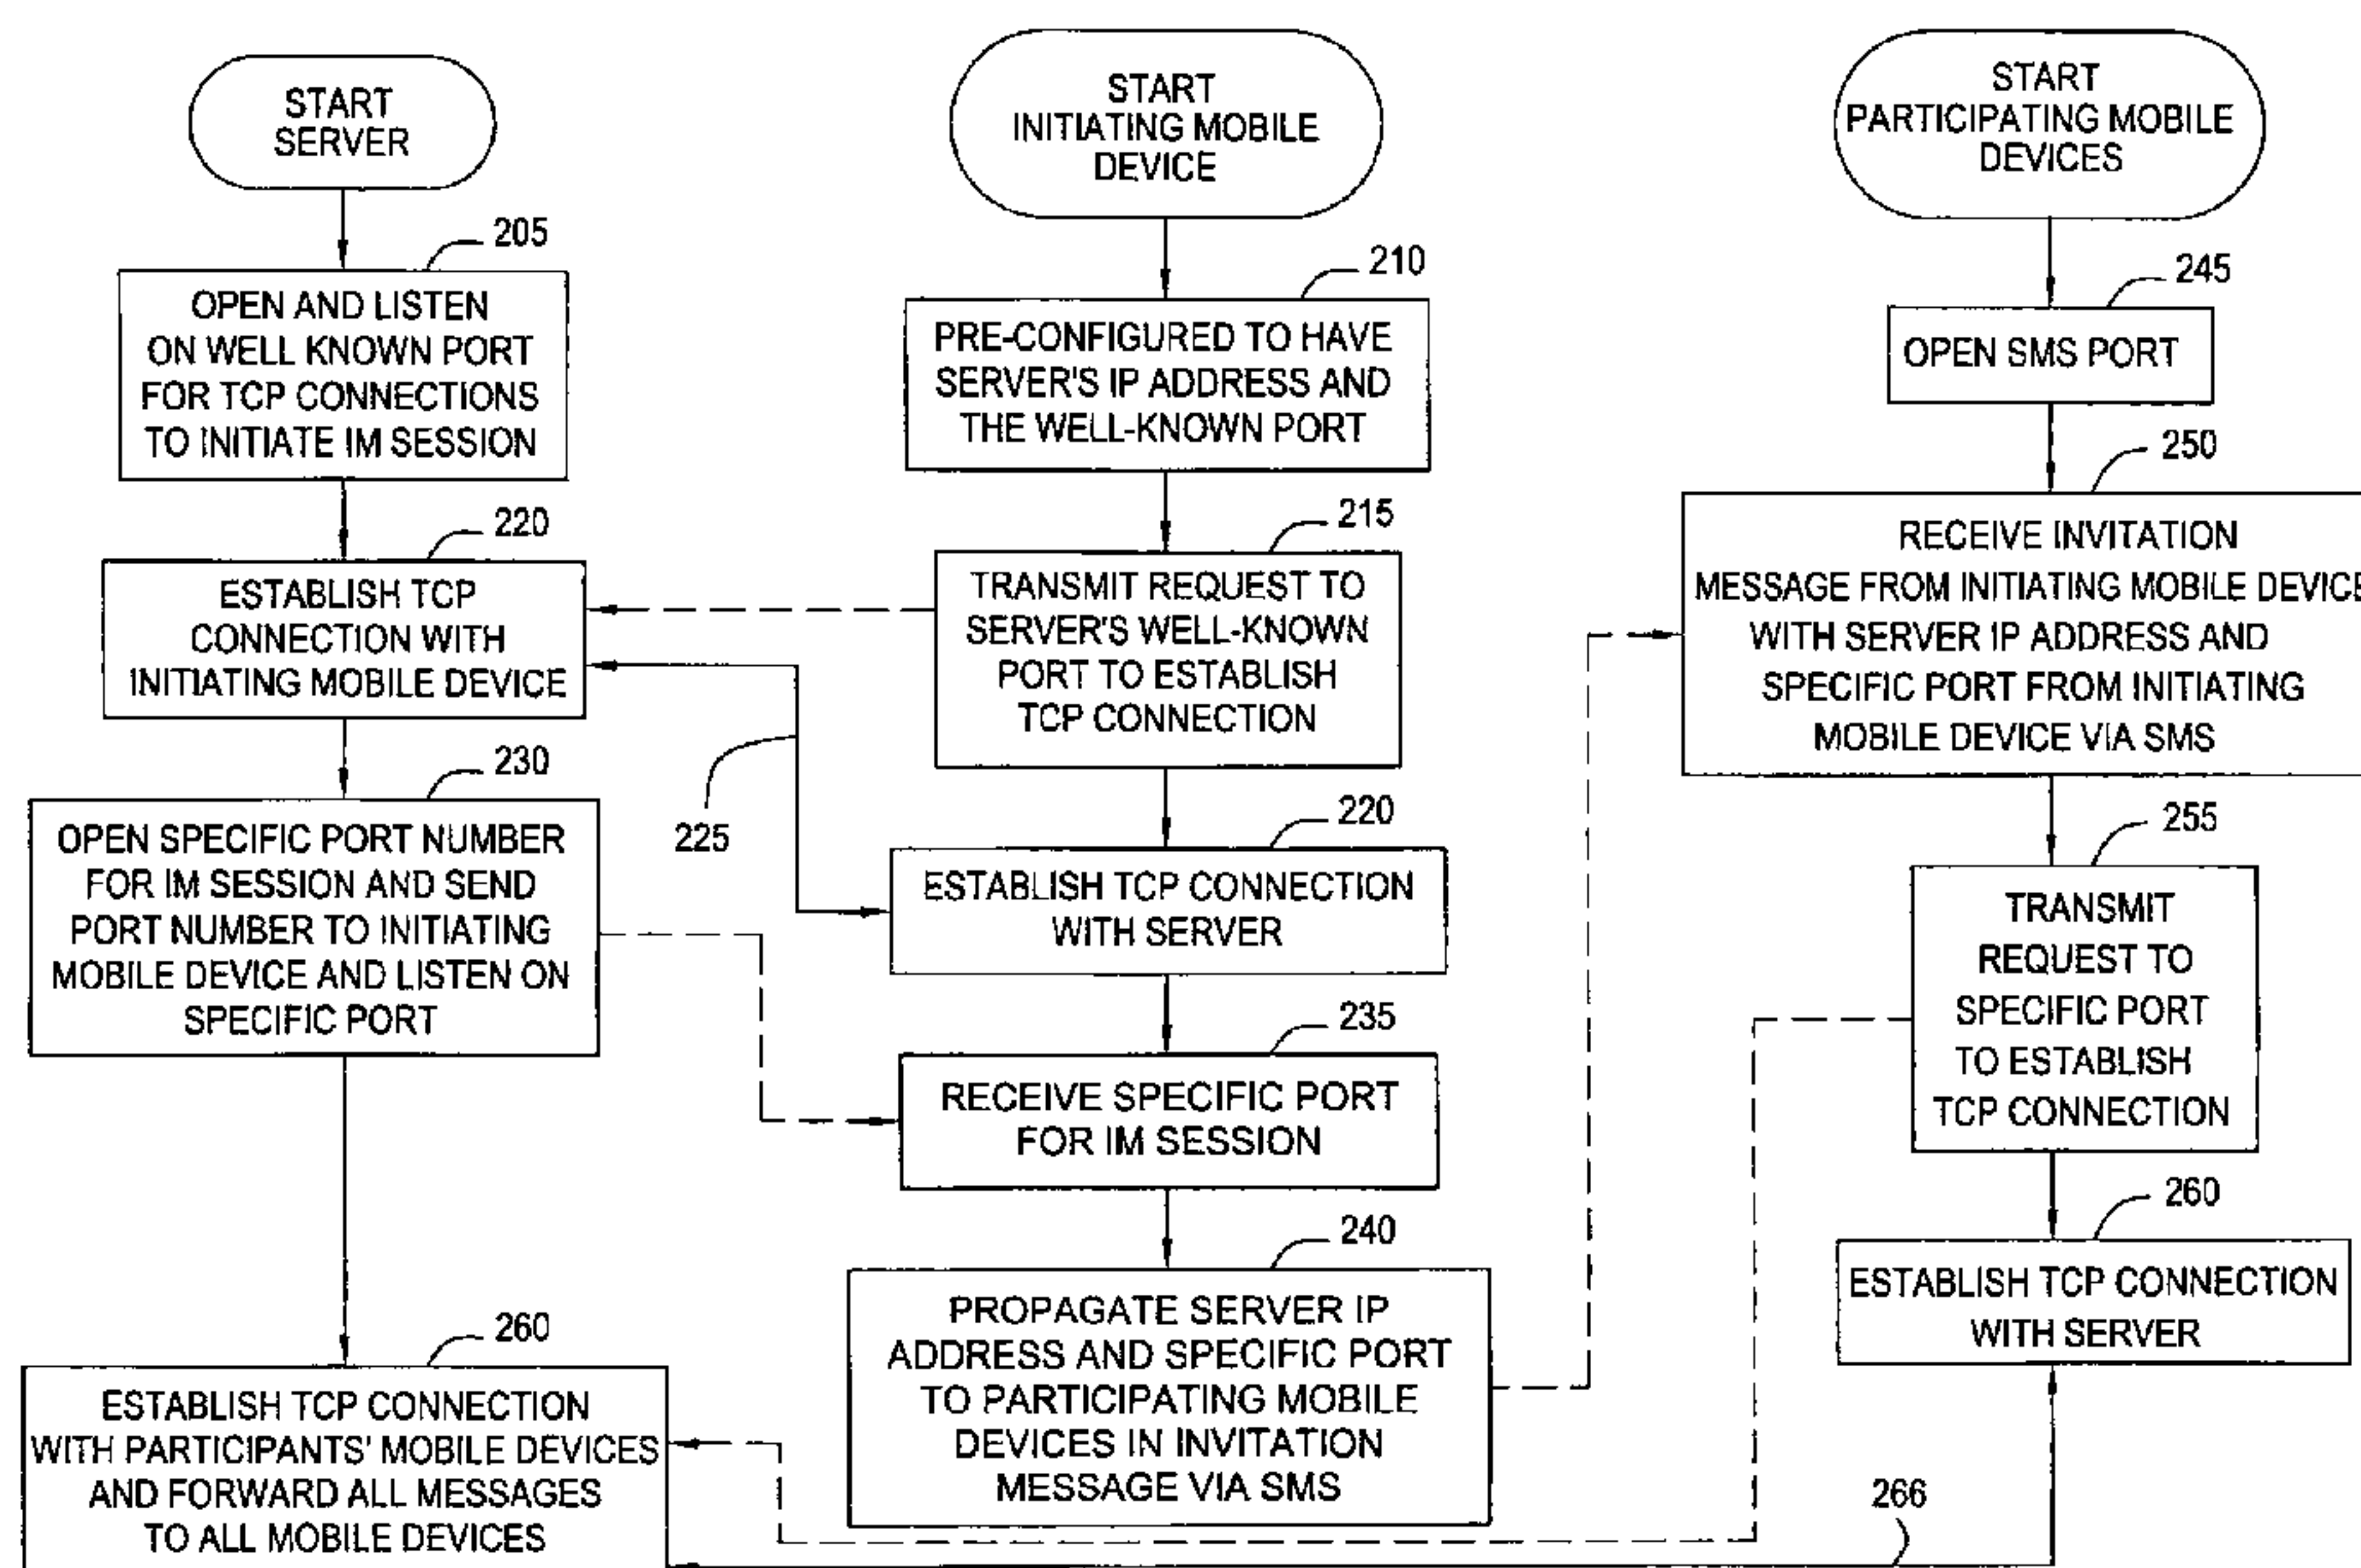 START
SERVER
205
OPEN AND LISTEN
ON WELL KNOWN PORT
FOR TCP CONNECTIONS
TO INITIATE IM SESSION
220
ESTABLISH TCP
CONNECTION WITH
INITIATING MOBILE DEVICE
230
OPEN SPECIFIC PORT NUMBER
FOR IM SESSION AND SEND
PORT NUMBER TO INITIATING
MOBILE DEVICE AND LISTEN ON
SPECIFIC PORT
260
ESTABLISH TCP CONNECTION
WITH PARTICIPANTS' MOBILE DEVICES
AND FORWARD ALL MESSAGES
TO ALL MOBILE DEVICES
START
INITIATING MOBILE
DEVICE
210
PRE-CONFIGURED TO HAVE
SERVER'S IP ADDRESS AND
THE WELL-KNOWN PORT
215
TRANSMIT REQUEST TO
SERVER'S WELL-KNOWN
PORT TO ESTABLISH
TCP CONNECTION
225
220
ESTABLISH TCP CONNECTION
WITH SERVER
235
RECEIVE SPECIFIC PORT
FOR IM SESSION
240
PROPAGATE SERVER IP
ADDRESS AND SPECIFIC PORT
TO PARTICIPATING MOBILE
DEVICES IN INVITATION
MESSAGE VIA SMS
START
PARTICIPATING MOBILE
DEVICES
245
OPEN SMS PORT
250
RECEIVE INVITATION
MESSAGE FROM INITIATING MOBILE DEVICE
WITH SERVER IP ADDRESS AND
SPECIFIC PORT FROM INITIATING
MOBILE DEVICE VIA SMS
255
TRANSMIT
REQUEST TO
SPECIFIC PORT
TO ESTABLISH
TCP CONNECTION
260
ESTABLISH TCP CONNECTION
WITH SERVER
266